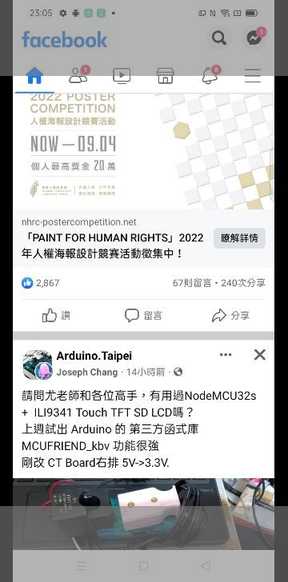 23:05
facebook
2022 POSTER
COMPETITION
人權海報設計競賽活動
NOW—09.04
個人最高獎金 20 萬
nhrc-postercompetition.net
「PAINT FOR HUMAN RIGHTS」2022
年人權海報設計競賽活動徵集中！
瞭解詳情
2,867
67則留言・240次分享
讚
留言
分享
Arduino.Taipei
Joseph Chang・14小時前・
請問尤老師和各位高手，有用過NodeMCU32s
+ ILI9341 Touch TFT SD LCD嗎？
上週試出 Arduino 的 第三方函式庫
MCUFRIEND_kbv 功能很強
剛改 CT Board右排 5V->3.3V.